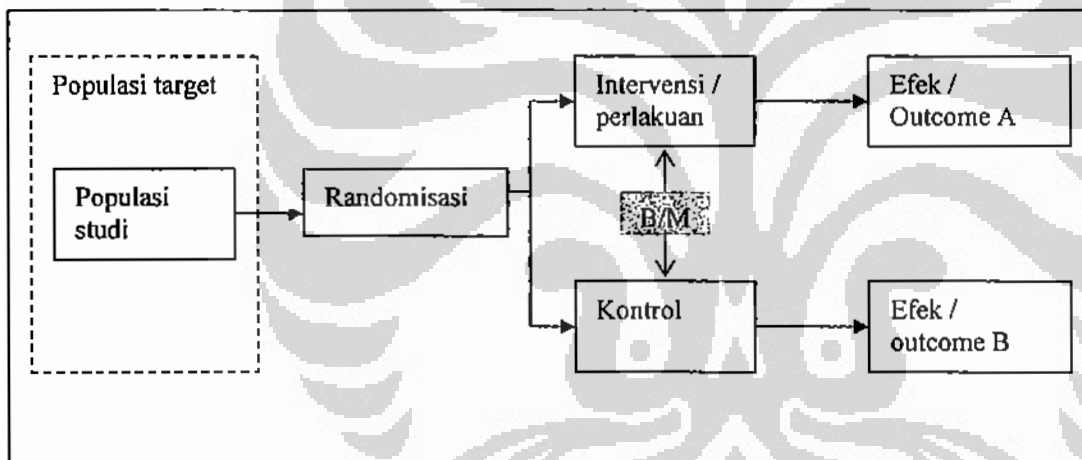 Populasi target
Populasi
studi
Randomisasi
Intervensi /
perlakuan
B/M
Kontrol
Efek /
Outcome A
Efek /
outcome B